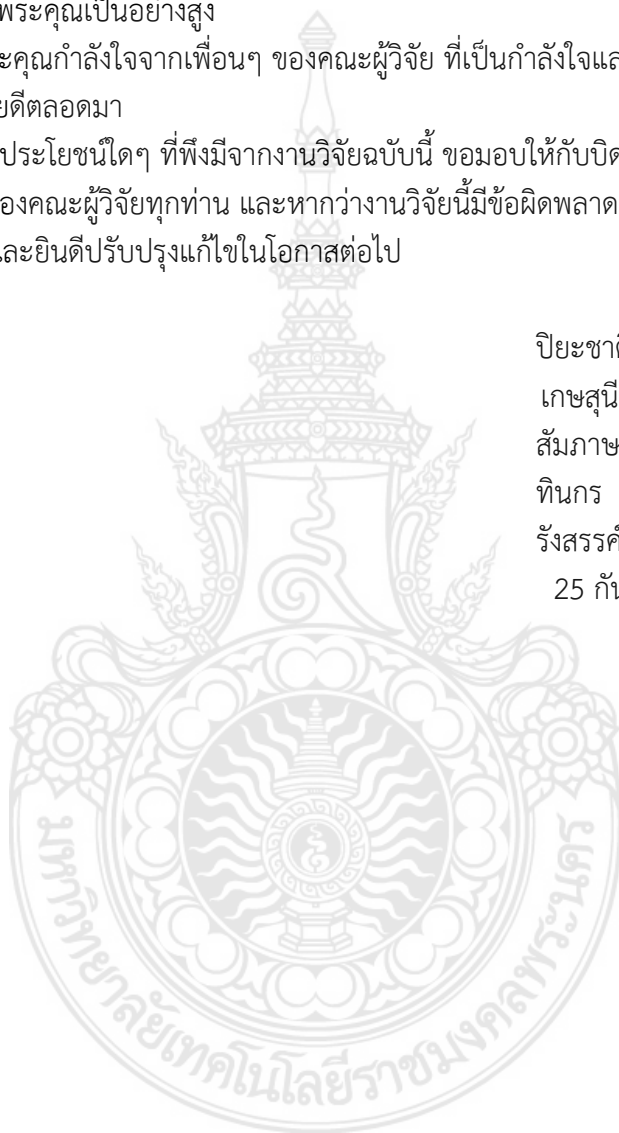 พระคุณเป็นอย่างสูง
ะคุณกำลังใจจากเพื่อนๆ ของคณะผู้วิจัย ที่เป็นกำลังใจและ
ยดีตลอดมา
ประโยชน์ใดๆ ที่พึงมีจากงานวิจัยฉบับนี้ ขอมอบให้กับบิด
องคณะผู้วิจัยทุกท่าน และหากว่างานวิจัยนี้มีข้อผิดพลาด
และยินดีปรับปรุงแก้ไขในโอกาสต่อไป
ปิยะชาติ
เกษสุนี
สัมภาษ
ทินกร
รังสรรค์
25 กัน
มหาวิทยาลัยเทคโนโลยีราชมงคลพระนคร